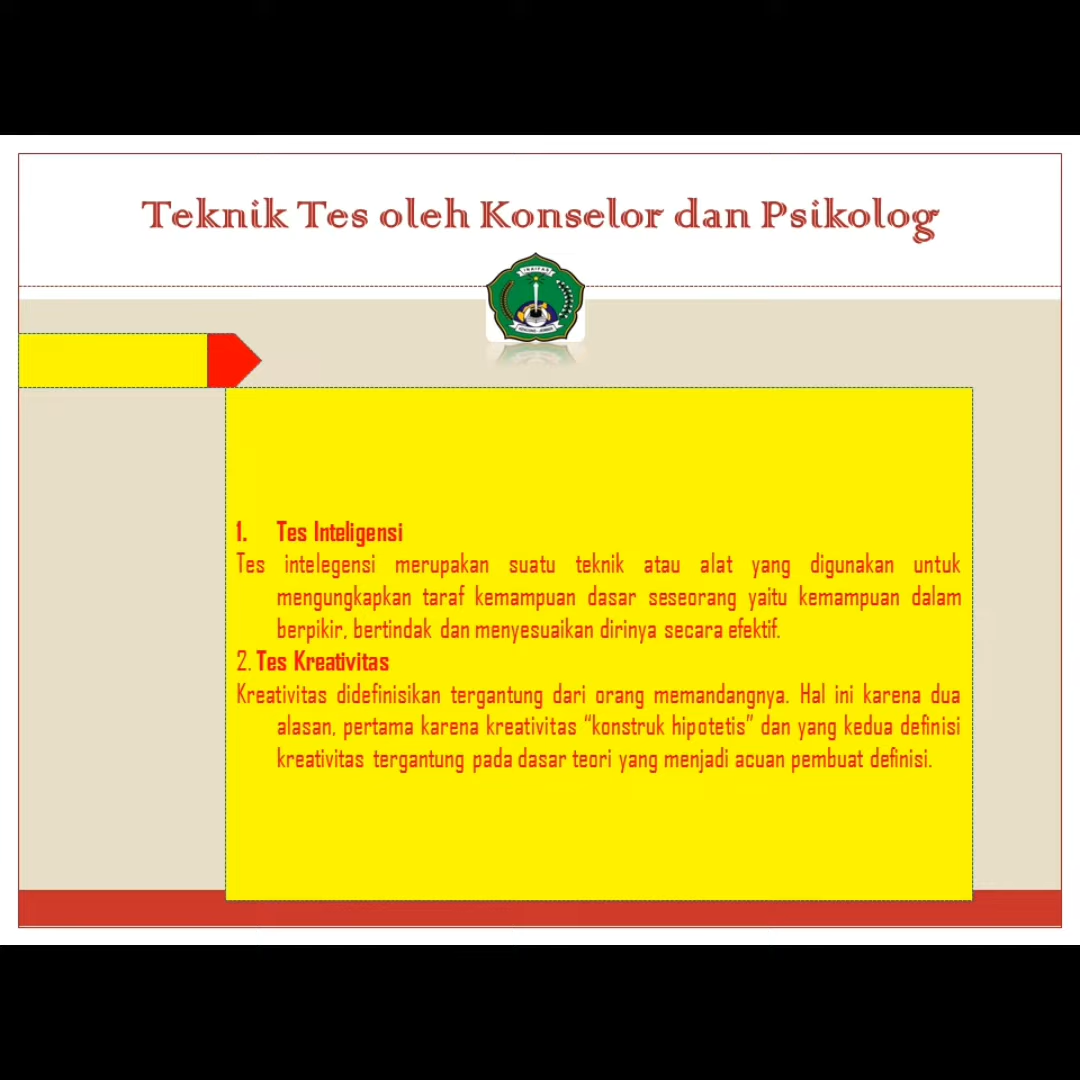 Teknik Tes oleh Konselor dan Psikolog
INAIFAS
KENCONG - JEMBER
1. Tes Inteligensi
Tes intelegensi merupakan suatu teknik atau alat yang digunakan untuk
mengungkapkan taraf kemampuan dasar seseorang yaitu kemampuan dalam
berpikir, bertindak dan menyesuaikan dirinya secara efektif.
2. Tes Kreativitas
Kreativitas didefinisikan tergantung dari orang memandangnya. Hal ini karena dua
alasan, pertama karena kreativitas “konstruk hipotetis” dan yang kedua definisi
kreativitas tergantung pada dasar teori yang menjadi acuan pembuat definisi.